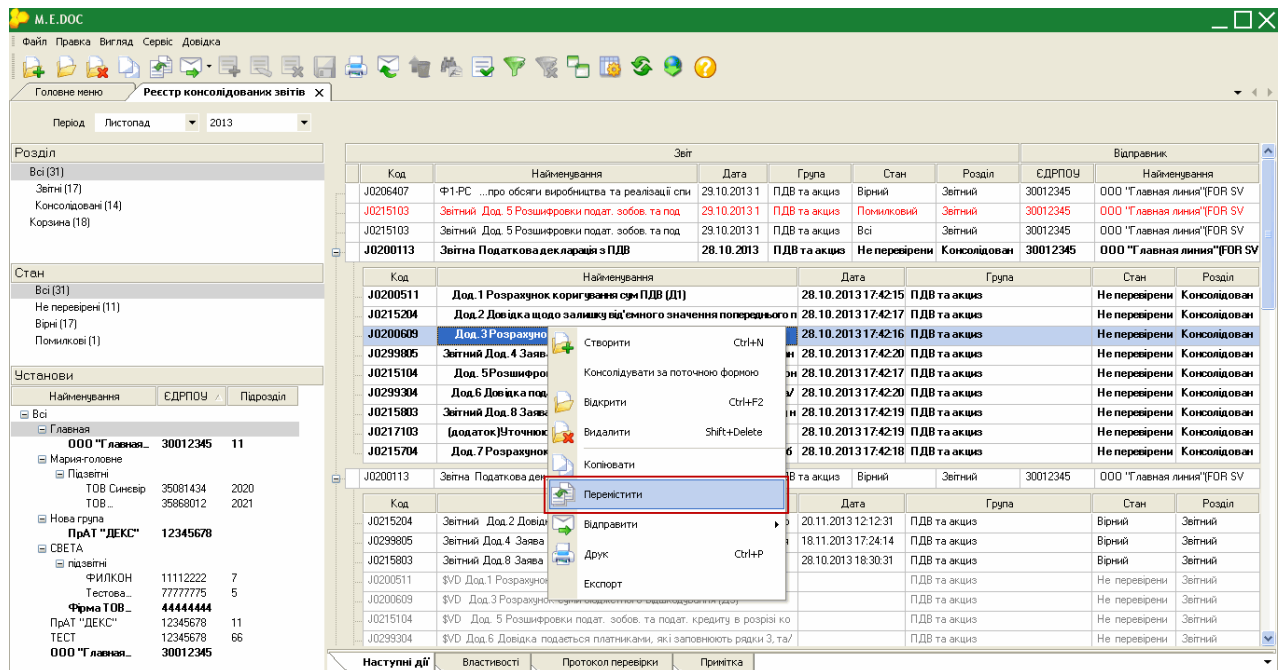 M.E.DOC
Файл Правка Вигляд Сервіс Довідка
Головне меню Реєстр консолідованих звітів X
Період Листопад 2013
Розділ
Всі (31)
Звітні (17)
Консолідовані (14)
Корзина (18)
Стан
Всі (31)
Не перевірені (11)
Вірні (17)
Помилкові (1)
Установи
Найменування ЄДРПОУ Підрозділ
Всі
Главная
ООО "Главная... 30012345 11
Мария-головне
Підзвітні
ТОВ Синевір 35081434 2020
ТОВ... 35868012 2021
Нова група
ПрАТ "ДЕКС" 12345678
СВЕТА
підзвітні
ФИЛКОН 11112222 7
Тестова... 77777775 5
Фірма ТОВ... 44444444
ПрАТ "ДЕКС" 12345678 11
ТЕСТ 12345678 66
ООО "Главная... 30012345
Звіт Відправник
Код Найменування Дата Група Стан Розділ ЄДРПОУ Найменування
J0206407 Ф1-РС ...про обсяги виробництва та реалізації спи 29.10.2013 1 ПДВ та акциз Вірний Звітний 30012345 ООО "Главная линия"(FOR SV
J0215103 Звітний Дод. 5 Розшифровки подат. зобов. та под 29.10.2013 1 ПДВ та акциз Помилковий Звітний 30012345 ООО "Главная линия"(FOR SV
J0215103 Звітний Дод. 5 Розшифровки подат. зобов. та под 29.10.2013 1 ПДВ та акциз Всі Звітний 30012345 ООО "Главная линия"(FOR SV
J0200113 Звітна Податкова декларація з ПДВ 28.10.2013 ПДВ та акциз Не перевірени Консолідован 30012345 ООО "Главная линия"(FOR SV
Код Найменування Дата Група Стан Розділ
J0200511 Дод.1 Розрахунок коригування сум ПДВ (Д1) 28.10.2013 17:42:15 ПДВ та акциз Не перевірени Консолідован
J0215204 Дод.2 Довідка щодо залишку від'ємного значення попереднього п 28.10.2013 17:42:17 ПДВ та акциз Не перевірени Консолідован
J0200609 Дод. 3 Розрахуно 28.10.2013 17:42:16 ПДВ та акциз Не перевірени Консолідован
J0299805 Звітний Дод. 4 Заяв 28.10.2013 17:42:20 ПДВ та акциз Не перевірени Консолідован
J0215104 Дод. 5Розшифро 28.10.2013 17:42:17 ПДВ та акциз Не перевірени Консолідован
J0299304 Дод.6 Довідка под 28.10.2013 17:42:20 ПДВ та акциз Не перевірени Консолідован
J0215803 Звітний Дод. 8 Заява 28.10.2013 17:42:19 ПДВ та акциз Не перевірени Консолідован
J0217103 (додаток)Уточнюю 28.10.2013 17:42:19 ПДВ та акциз Не перевірени Консолідован
J0215704 Дод. 7 Розрахунок 28.10.2013 17:42:18 ПДВ та акциз Не перевірени Консолідован
J0200113 Звітна Податкова де ПДВ та акциз Вірний Звітний 30012345 ООО "Главная линия"(FOR SV
Код Дата Група Стан Розділ
J0215204 Звітний Дод.2 Довід 20.11.2013 12:12:31 ПДВ та акциз Вірний Звітний
J0299805 Звітний Дод.4 Заява 18.11.2013 17:24:14 ПДВ та акциз Вірний Звітний
J0215803 Звітний Дод.8 Заява 28.10.2013 18:30:31 ПДВ та акциз Вірний Звітний
J0200511 $VD Дод.1 Розрахунок ПДВ та акциз Не перевірени Звітний
J0200609 $VD Дод.3 Розрахунок суми бюджетного відшкодування (Д3) ПДВ та акциз Не перевірени Звітний
J0215104 $VD Дод. 5 Розшифровки подат. зобов. та подат. кредиту в розрізі ко ПДВ та акциз Не перевірени Звітний
J0299304 $VD Дод.6 Довідка подається платниками, які заповнюють рядки 3, та/ ПДВ та акциз Не перевірени Звітний
Створити Ctrl+N
Консолідувати за поточною формою
Відкрити Ctrl+F2
Видалити Shift+Delete
Копіювати
Перемістити
Відправити
Друк Ctrl+P
Експорт
Наступні дії Властивості Протокол перевірки Примітка